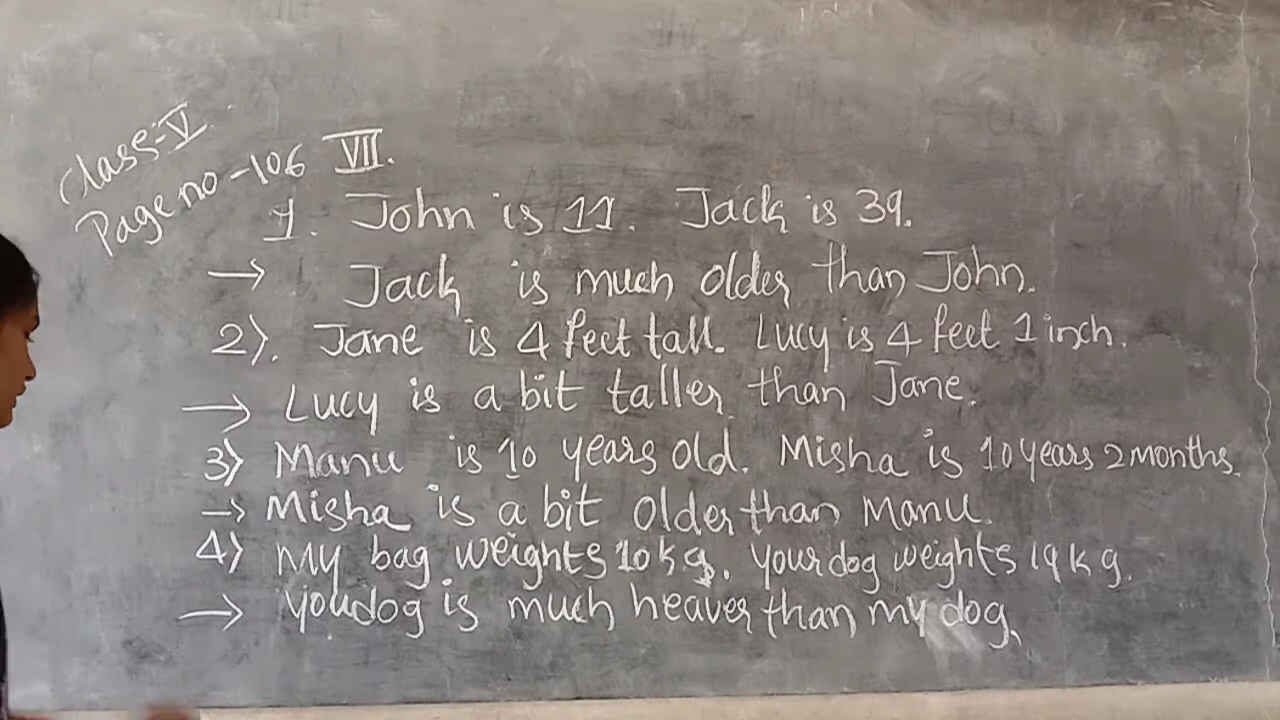 Class:- V
Page no - 106 VII.
1. John is 11. Jack is 39.
→ Jack is much older than John.
2). Jane is 4 feet tall. Lucy is 4 feet 1 inch.
→ Lucy is a bit taller than Jane.
3) Manu is 10 years old. Misha is 10 years 2 months.
→ Misha is a bit older than Manu.
4) My bag weights 10 kg. Your dog weights 19 kg.
→ Youdog is much heaver than my dog.